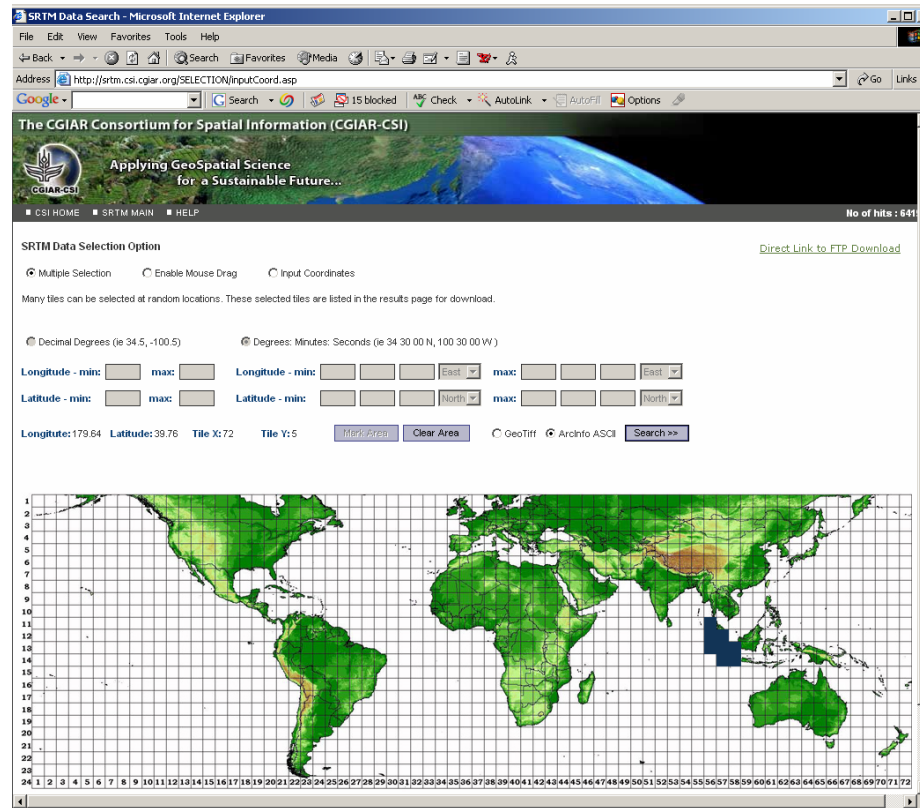 SRTM Data Search - Microsoft Internet Explorer
File Edit View Favorites Tools Help
Back Search Favorites Media
Address http://srtm.csi.cgiar.org/SELECTION/inputCoord.asp Go Links
Google Search 15 blocked Check AutoLink AutoFill Options
The CGIAR Consortium for Spatial Information (CGIAR-CSI)
Applying GeoSpatial Science
for a Sustainable Future...
CGIAR-CSI
CSI HOME SRTM MAIN HELP No of hits : 641
SRTM Data Selection Option
Direct Link to FTP Download
Multiple Selection Enable Mouse Drag Input Coordinates
Many tiles can be selected at random locations. These selected tiles are listed in the results page for download.
Decimal Degrees (ie 34.5, -100.5) Degrees: Minutes: Seconds (ie 34 30 00 N, 100 30 00 W )
Longitude - min: max: Longitude - min: East max: East
Latitude - min: max: Latitude - min: North max: North
Longitute: 179.64 Latitude: 39.76 Tile X: 72 Tile Y: 5 Mark Area Clear Area GeoTiff ArcInfo ASCII Search >>
1
2
3
4
5
6
7
8
9
10
11
12
13
14
15
16
17
18
19
20
21
22
23
24 1 2 3 4 5 6 7 8 9 10 11 12 13 14 15 16 17 18 19 20 21 22 23 24 25 26 27 28 29 30 31 32 33 34 35 36 37 38 39 40 41 42 43 44 45 46 47 48 49 50 51 52 53 54 55 56 57 58 59 60 61 62 63 64 65 66 67 68 69 70 71 72